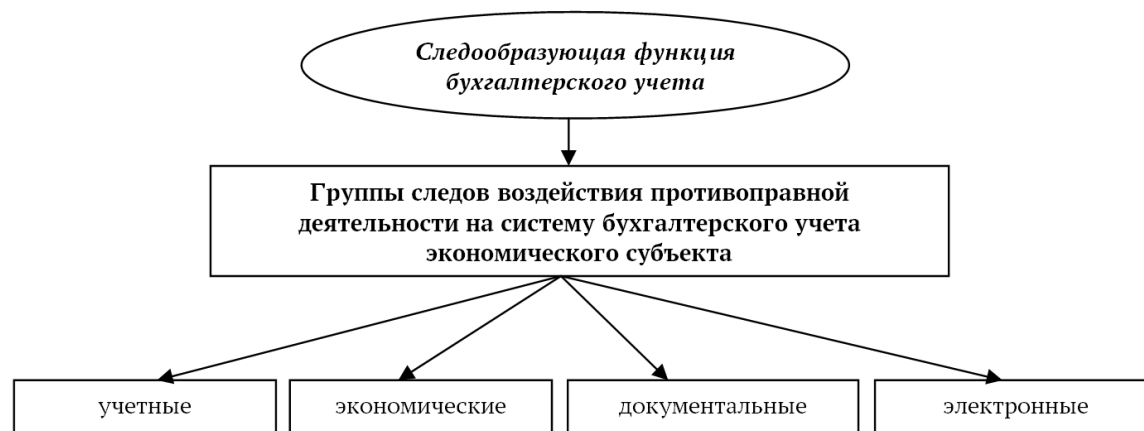 Следообразующая функция
бухгалтерского учета
Группы следов воздействия противоправной
деятельности на систему бухгалтерского учета
экономического субъекта
учетные
экономические
документальные
электронные